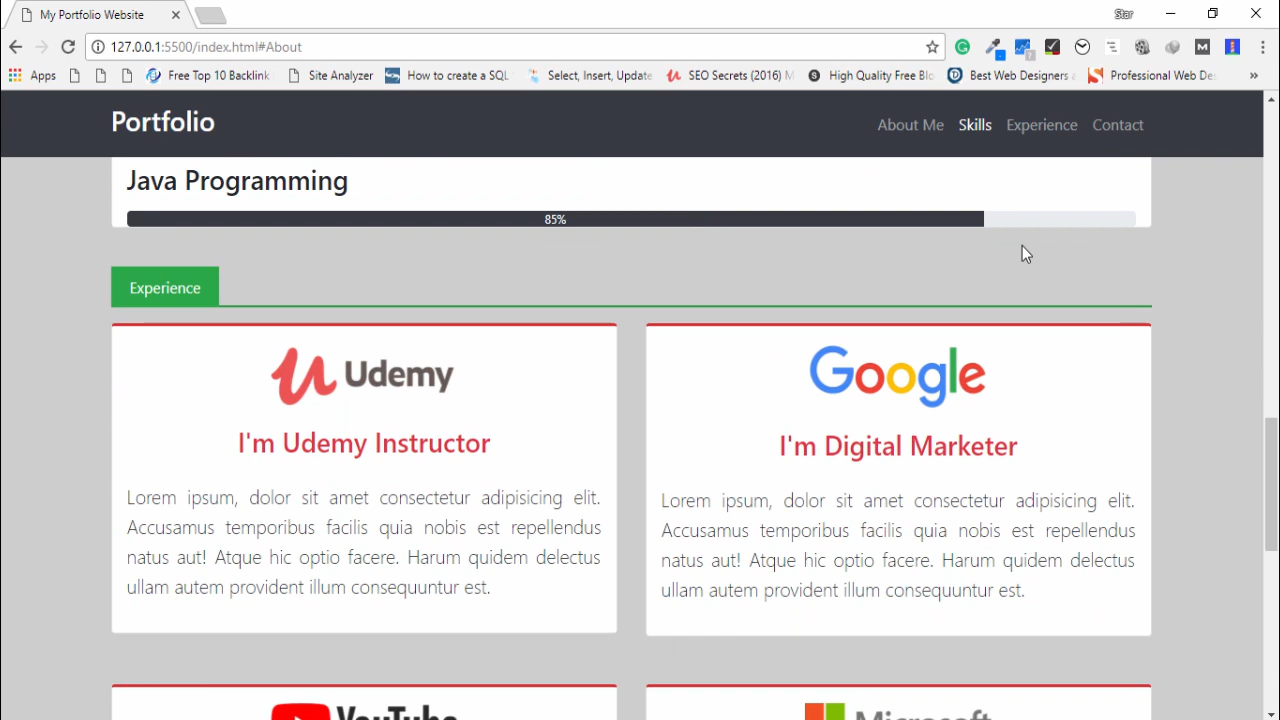 My Portfolio Website
Star
127.0.0.1:5500/index.html#About
Apps
Free Top 10 Backlink
Site Analyzer
How to create a SQL
Select, Insert, Update
SEO Secrets (2016) M
High Quality Free Blo
Best Web Designers
Professional Web De
Portfolio
About Me
Skills
Experience
Contact
Java Programming
85%
Experience
Udemy
I'm Udemy Instructor
Lorem ipsum, dolor sit amet consectetur adipisicing elit.
Accusamus temporibus facilis quia nobis est repellendus
natus aut! Atque hic optio facere. Harum quidem delectus
ullam autem provident illum consequuntur est.
Google
I'm Digital Marketer
Lorem ipsum, dolor sit amet consectetur adipisicing elit.
Accusamus temporibus facilis quia nobis est repellendus
natus aut! Atque hic optio facere. Harum quidem delectus
ullam autem provident illum consequuntur est.
YouTube
Microsoft